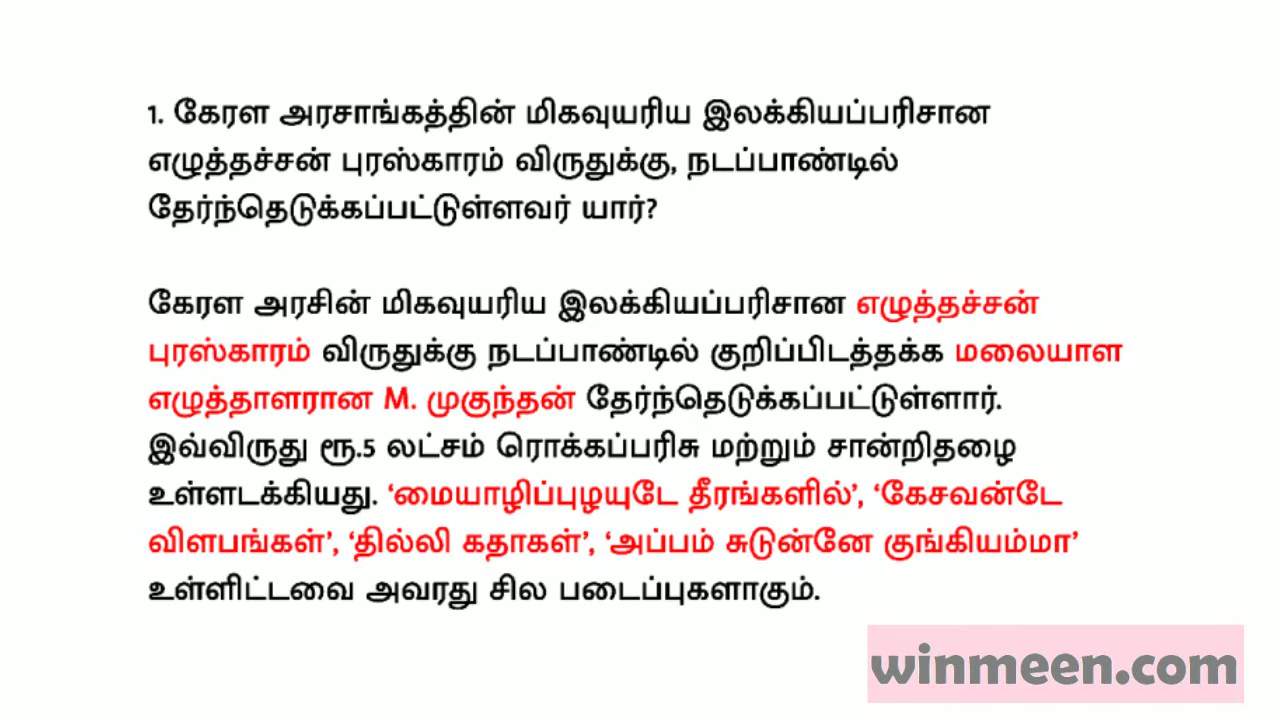 1. கேரள அரசாங்கத்தின் மிகவுயரிய இலக்கியப்பரிசான
எழுத்தச்சன் புரஸ்காரம் விருதுக்கு, நடப்பாண்டில்
தேர்ந்தெடுக்கப்பட்டுள்ளவர் யார்?
கேரள அரசின் மிகவுயரிய இலக்கியப்பரிசான எழுத்தச்சன்
புரஸ்காரம் விருதுக்கு நடப்பாண்டில் குறிப்பிடத்தக்க மலையாள
எழுத்தாளரான M. முகுந்தன் தேர்ந்தெடுக்கப்பட்டுள்ளார்.
இவ்விருது ரூ.5 லட்சம் ரொக்கப்பரிசு மற்றும் சான்றிதழை
உள்ளடக்கியது. ‘மையாழிப்புழயுடே தீரங்களில்’, ‘கேசவன்டே
விளபங்கள்’, ‘தில்லி கதாகள்’, ‘அப்பம் சுடுன்னே குங்கியம்மா’
உள்ளிட்டவை அவரது சில படைப்புகளாகும்.
winmeen.com